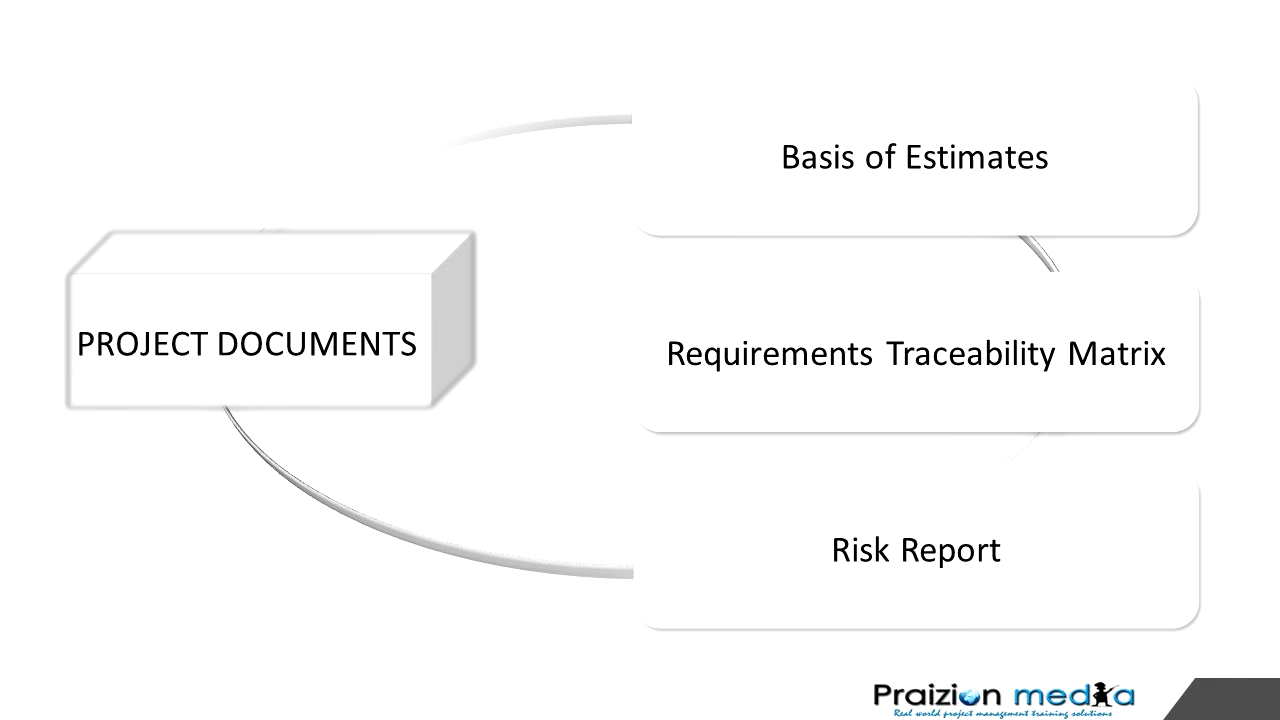 Basis of Estimates
PROJECT DOCUMENTS
Requirements Traceability Matrix
Risk Report
Praizion media
Real world project management training solutions